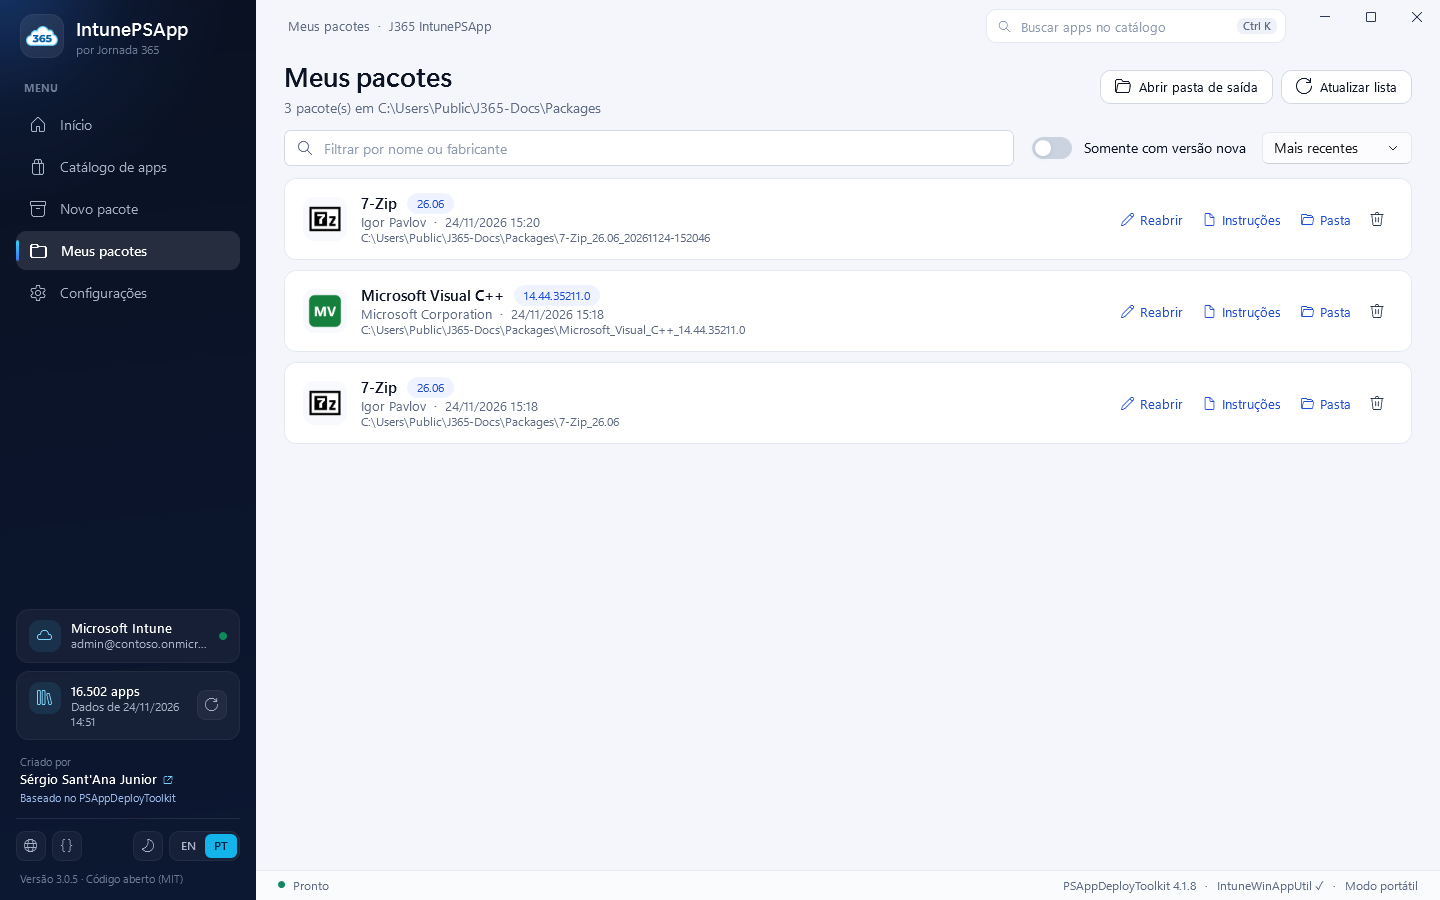 365
IntunePSApp
por Jornada 365
MENU
Início
Catálogo de apps
Novo pacote
Meus pacotes
Configurações
Microsoft Intune
admin@contoso.onmicr...
16.502 apps
Dados de 24/11/2026
14:51
Criado por
Sérgio Sant'Ana Junior
Baseado no PSAppDeployToolkit
{} EN PT
Versão 3.0.5 · Código aberto (MIT)
Meus pacotes · J365 IntunePSApp
Buscar apps no catálogo Ctrl K
Meus pacotes
3 pacote(s) em C:\Users\Public\J365-Docs\Packages
Abrir pasta de saída Atualizar lista
Filtrar por nome ou fabricante Somente com versão nova Mais recentes
7z
7-Zip 26.06
Igor Pavlov · 24/11/2026 15:20
C:\Users\Public\J365-Docs\Packages\7-Zip_26.06_20261124-152046
Reabrir Instruções Pasta
MV
Microsoft Visual C++ 14.44.35211.0
Microsoft Corporation · 24/11/2026 15:18
C:\Users\Public\J365-Docs\Packages\Microsoft_Visual_C++_14.44.35211.0
Reabrir Instruções Pasta
7z
7-Zip 26.06
Igor Pavlov · 24/11/2026 15:18
C:\Users\Public\J365-Docs\Packages\7-Zip_26.06
Reabrir Instruções Pasta
Pronto
PSAppDeployToolkit 4.1.8 · IntuneWinAppUtil ✓ · Modo portátil